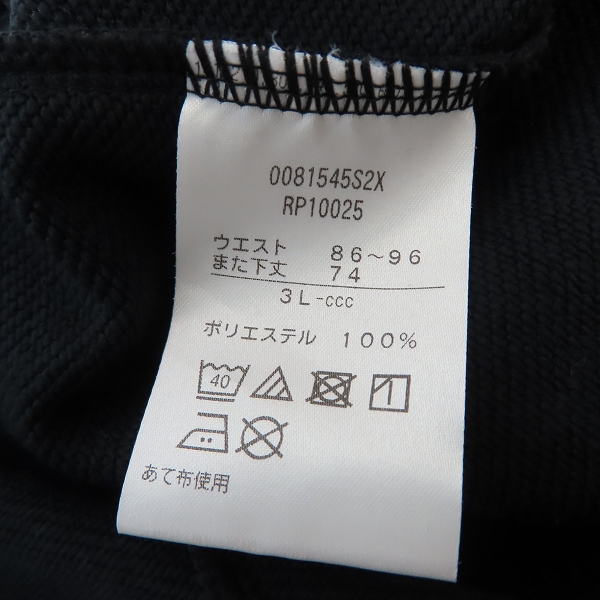 0081545S2X
RP10025
ウエスト 86～96
また下丈 74
3L-ccc
ポリエステル 100%
40
あて布使用